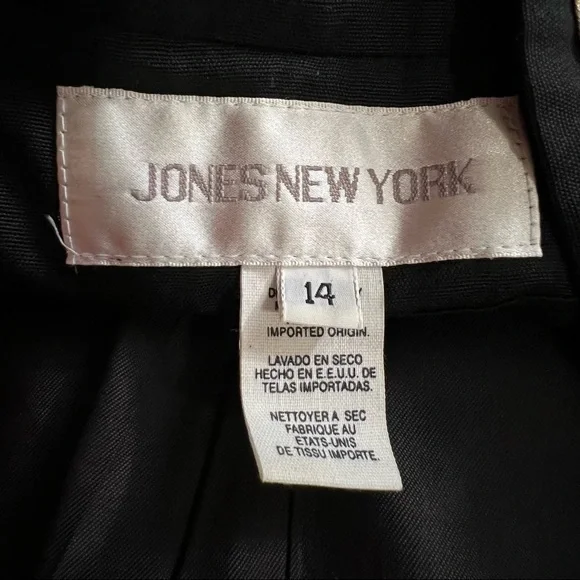 JONES NEW YORK
14
IMPORTED ORIGIN.
LAVADO EN SECO
HECHO EN E.E.U.U. DE
TELAS IMPORTADAS.
NETTOYER A SEC
FABRIQUE AU
ETATS-UNIS
DE TISSU IMPORTE.